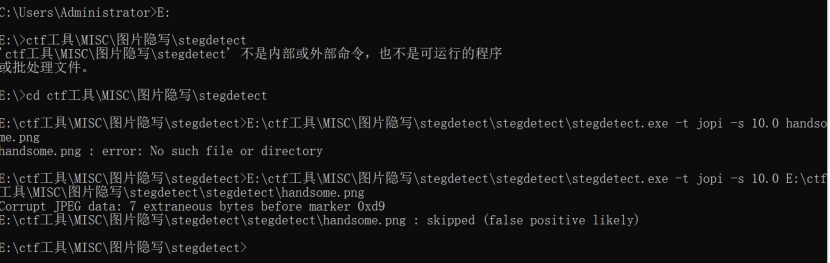 C:\Users\Administrator>E:
E:\>ctf工具\MISC\图片隐写\stegdetect
'ctf工具\MISC\图片隐写\stegdetect' 不是内部或外部命令，也不是可运行的程序
或批处理文件。
E:\>cd ctf工具\MISC\图片隐写\stegdetect
E:\ctf工具\MISC\图片隐写\stegdetect>E:\ctf工具\MISC\图片隐写\stegdetect\stegdetect\stegdetect.exe -t jopi -s 10.0 handso
me.png
handsome.png : error: No such file or directory
E:\ctf工具\MISC\图片隐写\stegdetect>E:\ctf工具\MISC\图片隐写\stegdetect\stegdetect\stegdetect.exe -t jopi -s 10.0 E:\ctf
工具\MISC\图片隐写\stegdetect\stegdetect\handsome.png
Corrupt JPEG data: 7 extraneous bytes before marker 0xd9
E:\ctf工具\MISC\图片隐写\stegdetect\stegdetect\handsome.png : skipped (false positive likely)
E:\ctf工具\MISC\图片隐写\stegdetect>